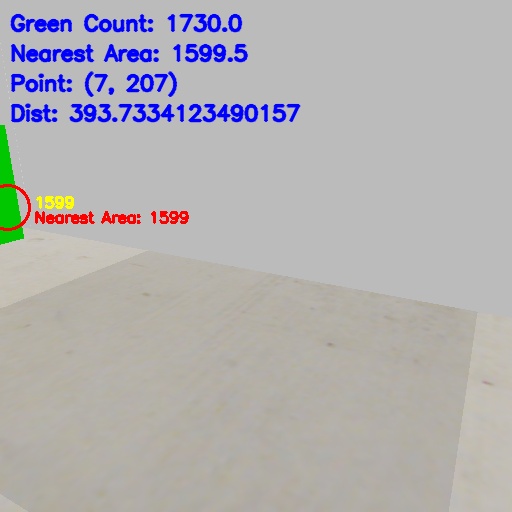 Green Count: 1730.0
Nearest Area: 1599.5
Point: (7, 207)
Dist: 393.7334123490157
1599
Nearest Area: 1599